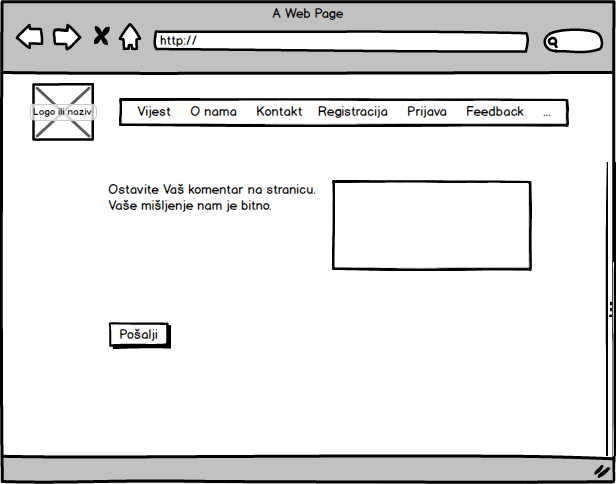 A Web Page
http://
Logo ili naziv
Vijest O nama Kontakt Registracija Prijava Feedback ...
Ostavite Vaš komentar na stranicu.
Vaše mišljenje nam je bitno.
Pošalji